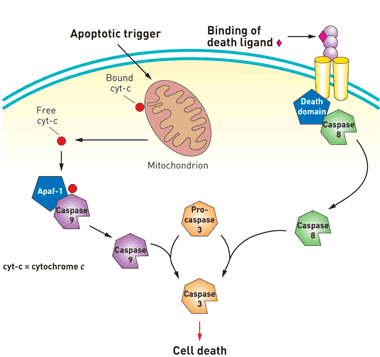 Apoptotic trigger
Binding of
death ligand
Bound
cyt-c
Free
cyt-c
Mitochondrion
Death
domain
Caspase
8
Apaf-1
Caspase
9
Pro-
caspase
3
Caspase
9
Caspase
8
cyt-c = cytochrome c
Caspase
3
Cell death